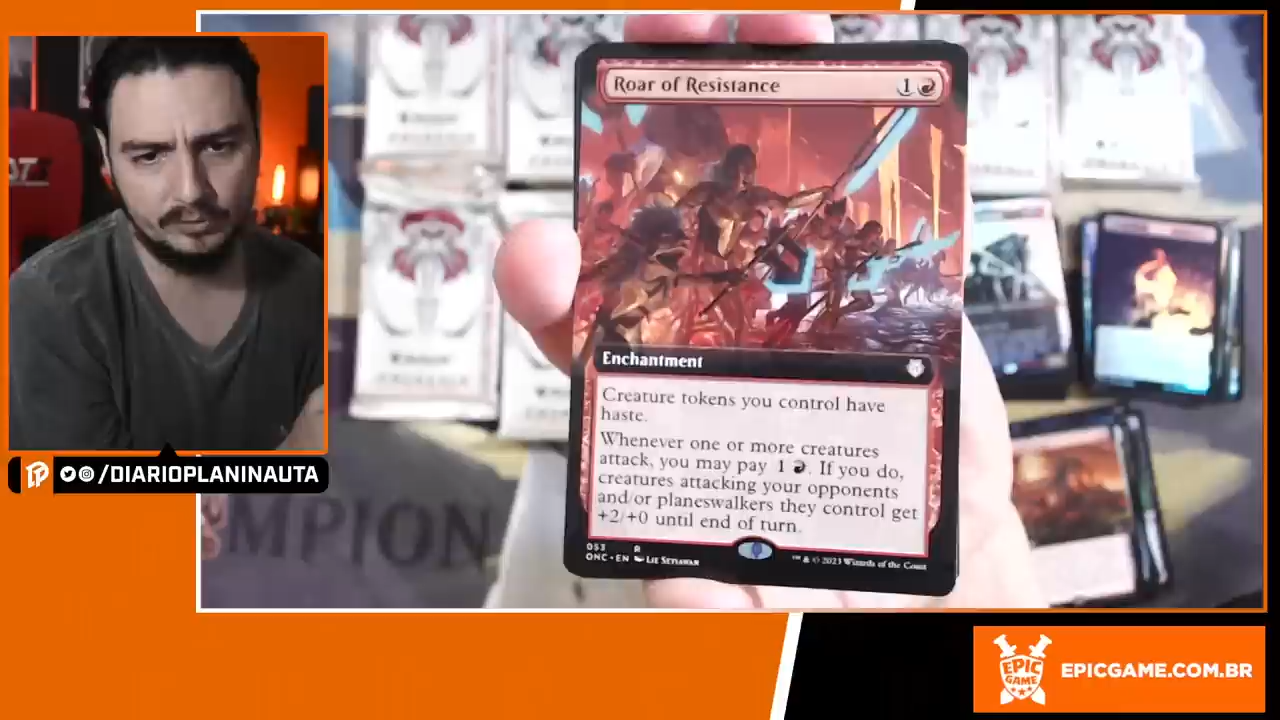 Roar of Resistance 1
Enchantment
Creature tokens you control have
haste.
Whenever one or more creatures
attack, you may pay 1 . If you do,
creatures attacking your opponents
and/or planeswalkers they control get
+2/+0 until end of turn.
053 R
ONC • EN LIE SETIAWAN
™ & © 2023 Wizards of the Coast
/DIARIOPLANINAUTA
MPION
EPIC
GAME
EPICGAME.COM.BR